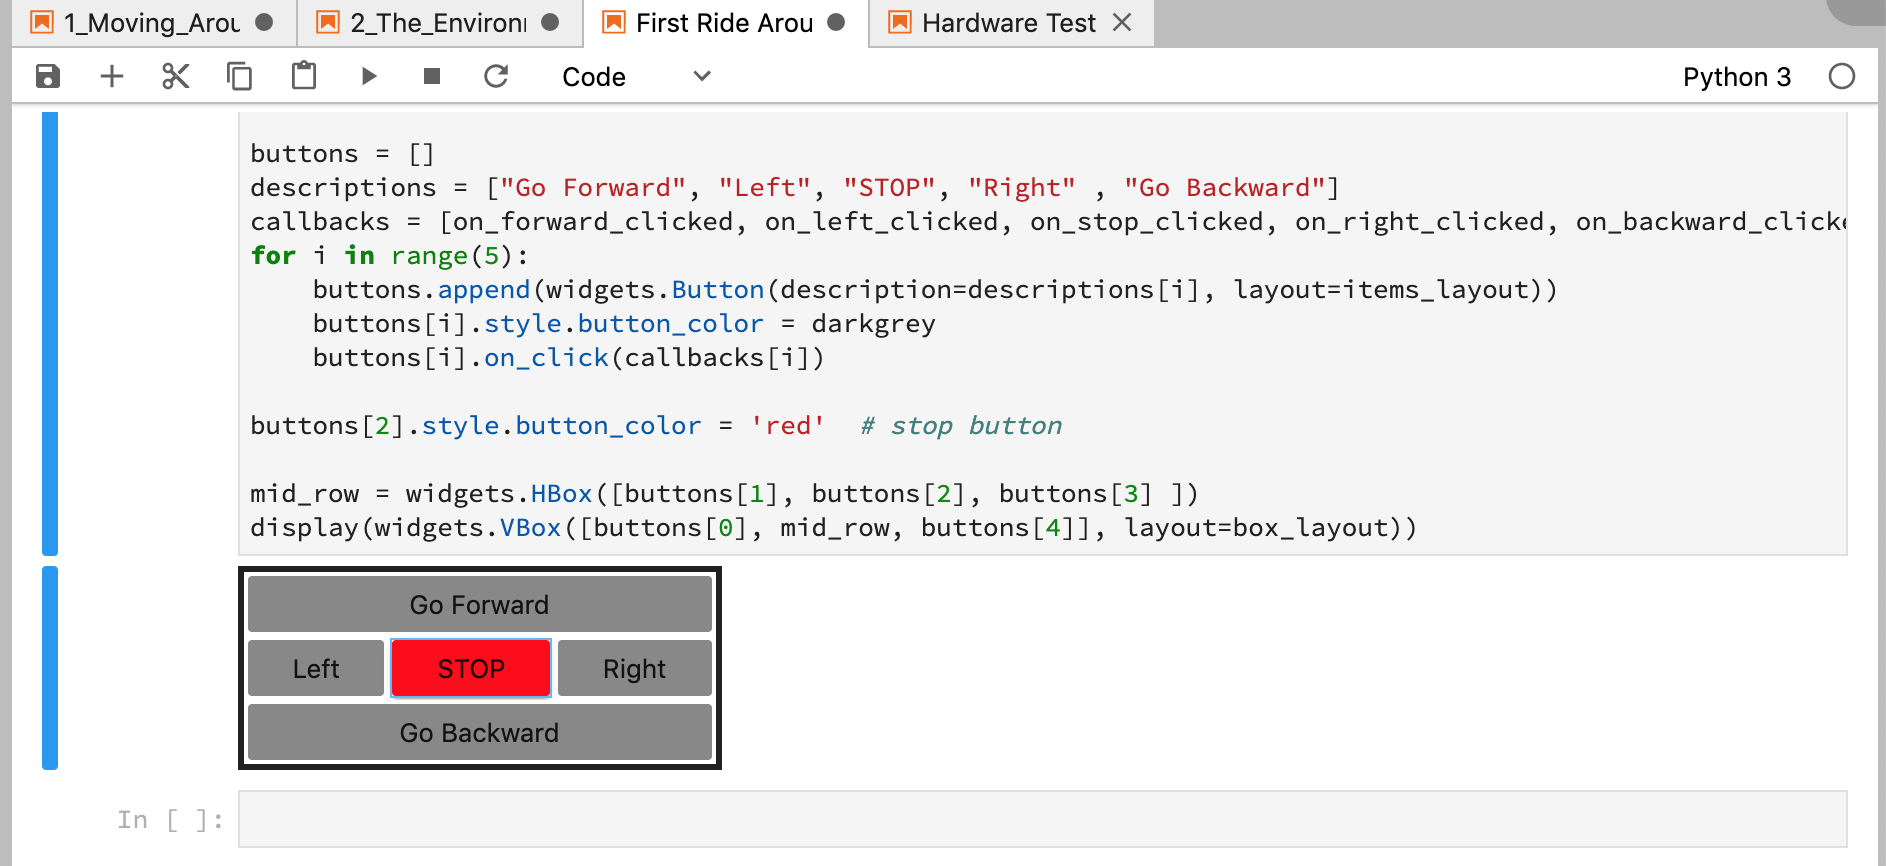 1_Moving_Arou
2_The_Environ
First Ride Arou
Hardware Test
Code
Python 3
buttons = []
descriptions = ["Go Forward", "Left", "STOP", "Right" , "Go Backward"]
callbacks = [on_forward_clicked, on_left_clicked, on_stop_clicked, on_right_clicked, on_backward_clicke
for i in range(5):
    buttons.append(widgets.Button(description=descriptions[i], layout=items_layout))
    buttons[i].style.button_color = darkgrey
    buttons[i].on_click(callbacks[i])
buttons[2].style.button_color = 'red'  # stop button
mid_row = widgets.HBox([buttons[1], buttons[2], buttons[3] ])
display(widgets.VBox([buttons[0], mid_row, buttons[4]], layout=box_layout))
Go Forward
Left STOP Right
Go Backward
In [ ]: